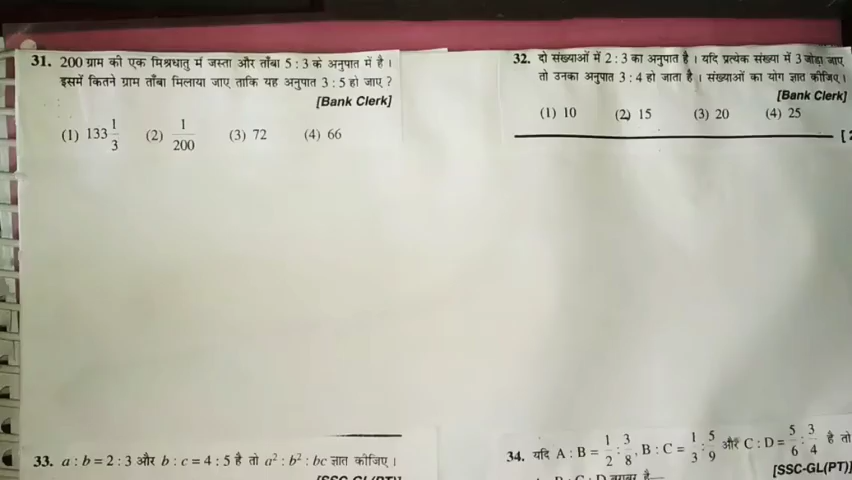 31. 200 ग्राम की एक मिश्रधातु में जस्ता और ताँबा 5 : 3 के अनुपात में है ।
इसमें कितने ग्राम ताँबा मिलाया जाए ताकि यह अनुपात 3 : 5 हो जाए ?
[Bank Clerk]
(1) 133 1/3 (2) 1/200 (3) 72 (4) 66
32. दो संख्याओं में 2 : 3 का अनुपात है । यदि प्रत्येक संख्या में 3 जोड़ा जाए
तो उनका अनुपात 3 : 4 हो जाता है । संख्याओं का योग ज्ञात कीजिए ।
[Bank Clerk]
(1) 10 (2) 15 (3) 20 (4) 25
33. a : b = 2 : 3 और b : c = 4 : 5 है तो a² : b² : bc ज्ञात कीजिए ।
34. यदि A : B = 1/2 : 3/8, B : C = 1/3 : 5/9 और C : D = 5/6 : 3/4 है तो
[SSC-GL(PT)]